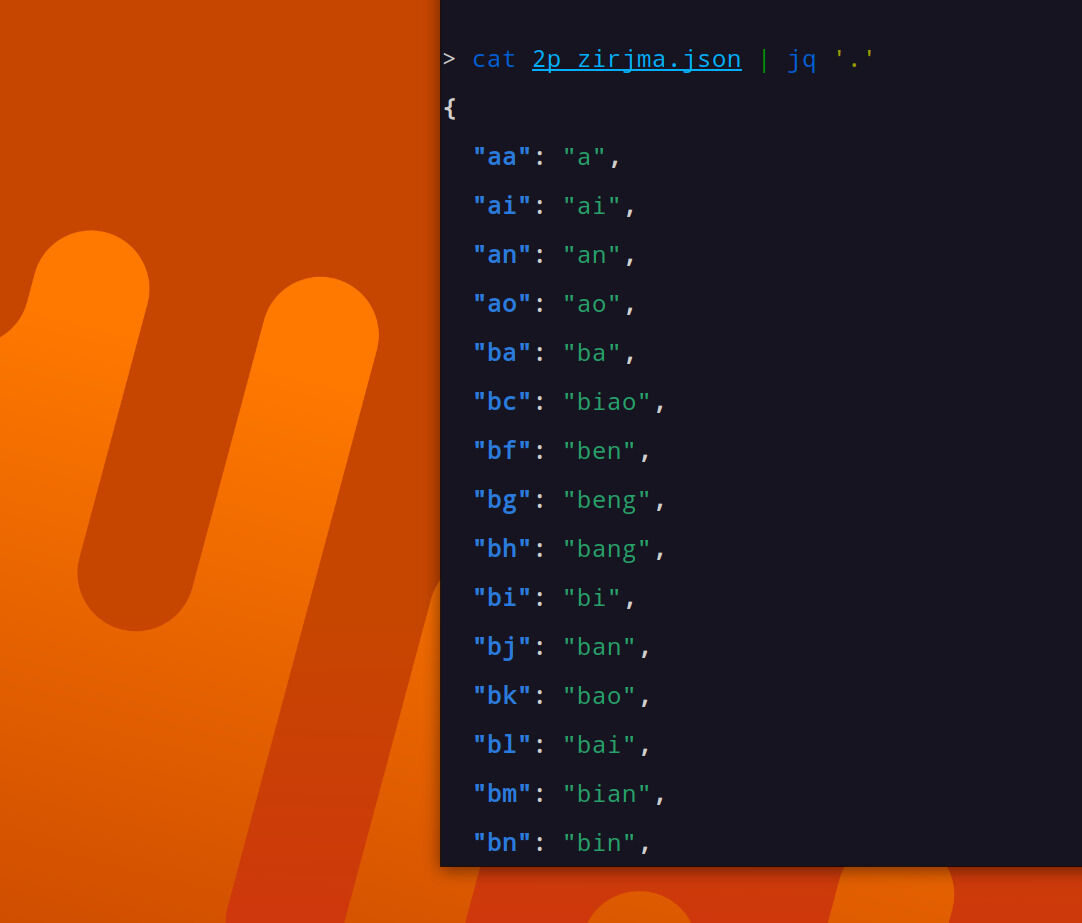 > cat 2p_zirjma.json | jq '.'
{
"aa": "a",
"ai": "ai",
"an": "an",
"ao": "ao",
"ba": "ba",
"bc": "biao",
"bf": "ben",
"bg": "beng",
"bh": "bang",
"bi": "bi",
"bj": "ban",
"bk": "bao",
"bl": "bai",
"bm": "bian",
"bn": "bin",